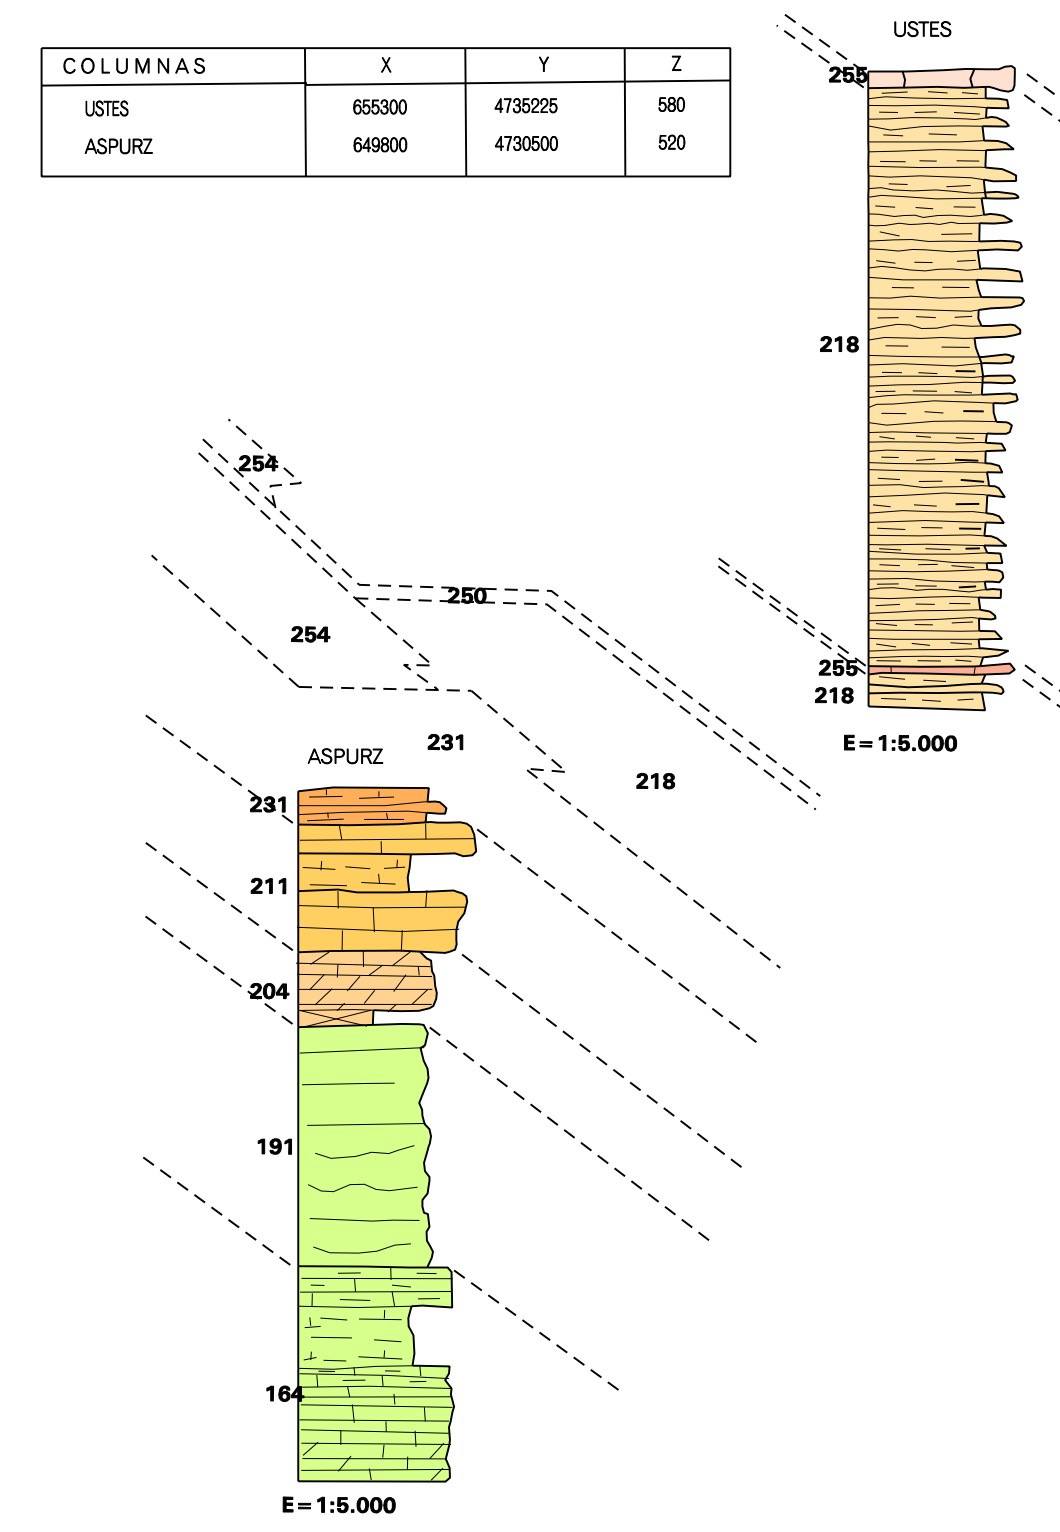 COLUMNAS X Y Z
USTES 655300 4735225 580
ASPURZ 649800 4730500 520
USTES
255
218
255
218
E=1:5.000
254
250
254
231
218
ASPURZ
231
211
204
191
164
E=1:5.000